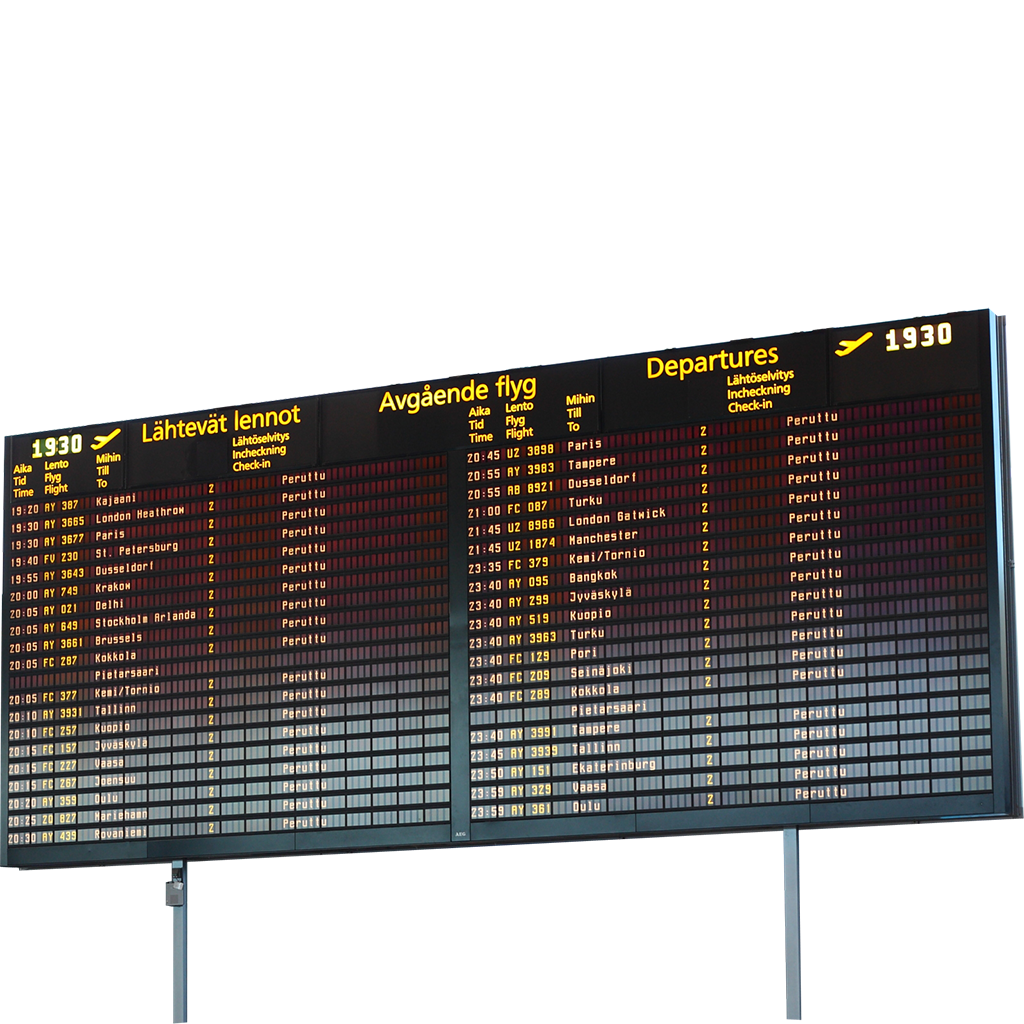 Lähtevät lennot Avgående flyg Departures
1930
Aika Lento Mihin Lähtöselvitys
Tid Flyg Till Incheckning
Time Flight To Check-in
19:20 AY 387 Kajaani 2 Peruttu
19:30 AY 3665 London Heathrow 2 Peruttu
19:30 AY 3677 Paris 2 Peruttu
19:40 FV 230 St. Petersburg 2 Peruttu
19:55 AY 3643 Dusseldorf 2 Peruttu
20:00 AY 749 Krakow 2 Peruttu
20:05 AY 021 Delhi 2 Peruttu
20:05 AY 649 Stockholm Arlanda 2 Peruttu
20:05 AY 3661 Brussels 2 Peruttu
20:05 FC 287 Kokkola 2 Peruttu
Pietarsaari
20:05 FC 377 Kemi/Tornio 2 Peruttu
20:10 AY 3931 Tallinn 2 Peruttu
20:10 FC 257 Kuopio 2 Peruttu
20:15 FC 157 Jyväskylä 2 Peruttu
20:15 FC 227 Vaasa 2 Peruttu
20:15 FC 267 Joensuu 2 Peruttu
20:20 AY 359 Oulu 2 Peruttu
20:25 ZO 827 Mariehamn 2 Peruttu
20:30 AY 439 Rovaniemi 2 Peruttu
1930
Aika Lento Mihin Lähtöselvitys
Tid Flyg Till Incheckning
Time Flight To Check-in
20:45 U2 3898 Paris 2 Peruttu
20:55 AY 3983 Tampere 2 Peruttu
20:55 AB 8921 Dusseldorf 2 Peruttu
21:00 FC 087 Turku 2 Peruttu
21:45 U2 8966 London Gatwick 2 Peruttu
21:45 U2 1874 Manchester 2 Peruttu
23:35 FC 379 Kemi/Tornio 2 Peruttu
23:40 AY 095 Bangkok 2 Peruttu
23:40 AY 299 Jyväskylä 2 Peruttu
23:40 AY 519 Kuopio 2 Peruttu
23:40 AY 3963 Turku 2 Peruttu
23:40 FC 129 Pori 2 Peruttu
23:40 FC 209 Seinäjoki 2 Peruttu
23:40 FC 289 Kokkola 2 Peruttu
Pietarsaari
23:40 AY 3991 Tampere 2 Peruttu
23:45 AY 3939 Tallinn 2 Peruttu
23:50 AY 151 Ekaterinburg 2 Peruttu
23:59 AY 329 Vaasa 2 Peruttu
23:59 AY 361 Oulu 2 Peruttu